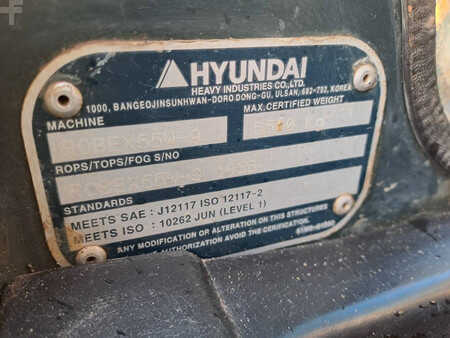 HYUNDAI
HEAVY INDUSTRIES CO.,LTD.
1000, BANGEOJINSUNHWAN-DORO DONG-GU, ULSAN, 682-792, KOREA
MACHINE
MAX.CERTIFIED WEIGHT
ROPS/TOPS/FOG S/NO
STANDARDS
MEETS SAE : J12117 ISO 12117-2
MEETS ISO : 10262 JUN (LEVEL 1)
ANY MODIFICATION OR ALTERATION ON THIS STRUCTURES
AUTHORIZATION AVOID THE CERIFICATION.